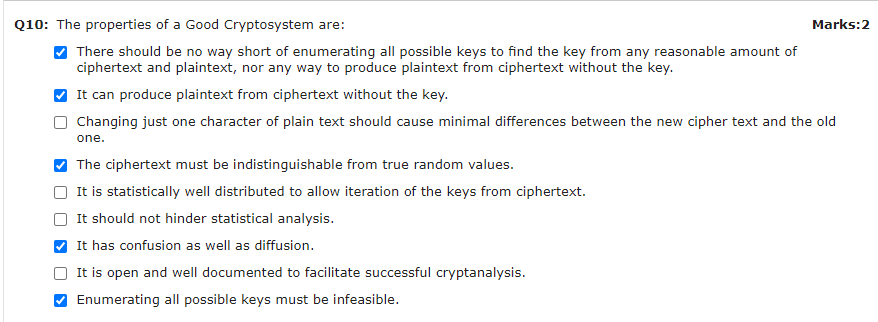 Q10: The properties of a Good Cryptosystem are: Marks:2
There should be no way short of enumerating all possible keys to find the key from any reasonable amount of
ciphertext and plaintext, nor any way to produce plaintext from ciphertext without the key.
It can produce plaintext from ciphertext without the key.
Changing just one character of plain text should cause minimal differences between the new cipher text and the old
one.
The ciphertext must be indistinguishable from true random values.
It is statistically well distributed to allow iteration of the keys from ciphertext.
It should not hinder statistical analysis.
It has confusion as well as diffusion.
It is open and well documented to facilitate successful cryptanalysis.
Enumerating all possible keys must be infeasible.